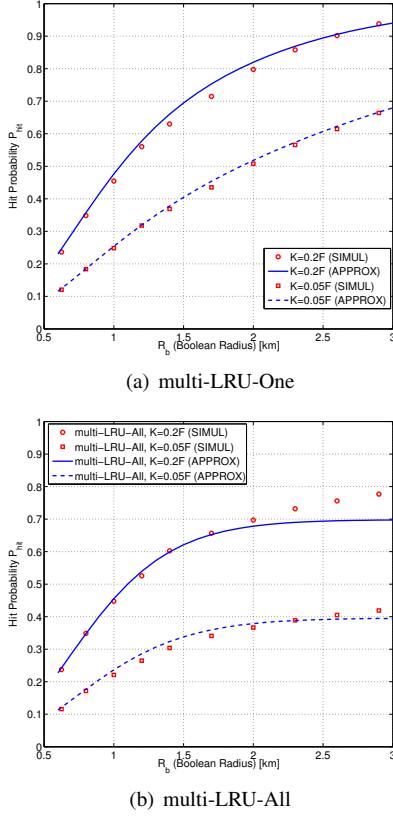 1
0.9
0.8
0.7
0.6
0.5
0.4
0.3
0.2
0.1
0
Hit Probability P_hit
K=0.2F (SIMUL)
K=0.2F (APPROX)
K=0.05F (SIMUL)
K=0.05F (APPROX)
0.5 1 1.5 2 2.5 3
R_b (Boolean Radius) [km]
(a) multi-LRU-One
1
0.9
0.8
0.7
0.6
0.5
0.4
0.3
0.2
0.1
0
Hit Probability P_hit
multi-LRU-All, K=0.2F (SIMUL)
multi-LRU-All, K=0.05F (SIMUL)
multi-LRU-All, K=0.2F (APPROX)
multi-LRU-All, K=0.05F (APPROX)
0.5 1 1.5 2 2.5 3
R_b (Boolean Radius) [km]
(b) multi-LRU-All